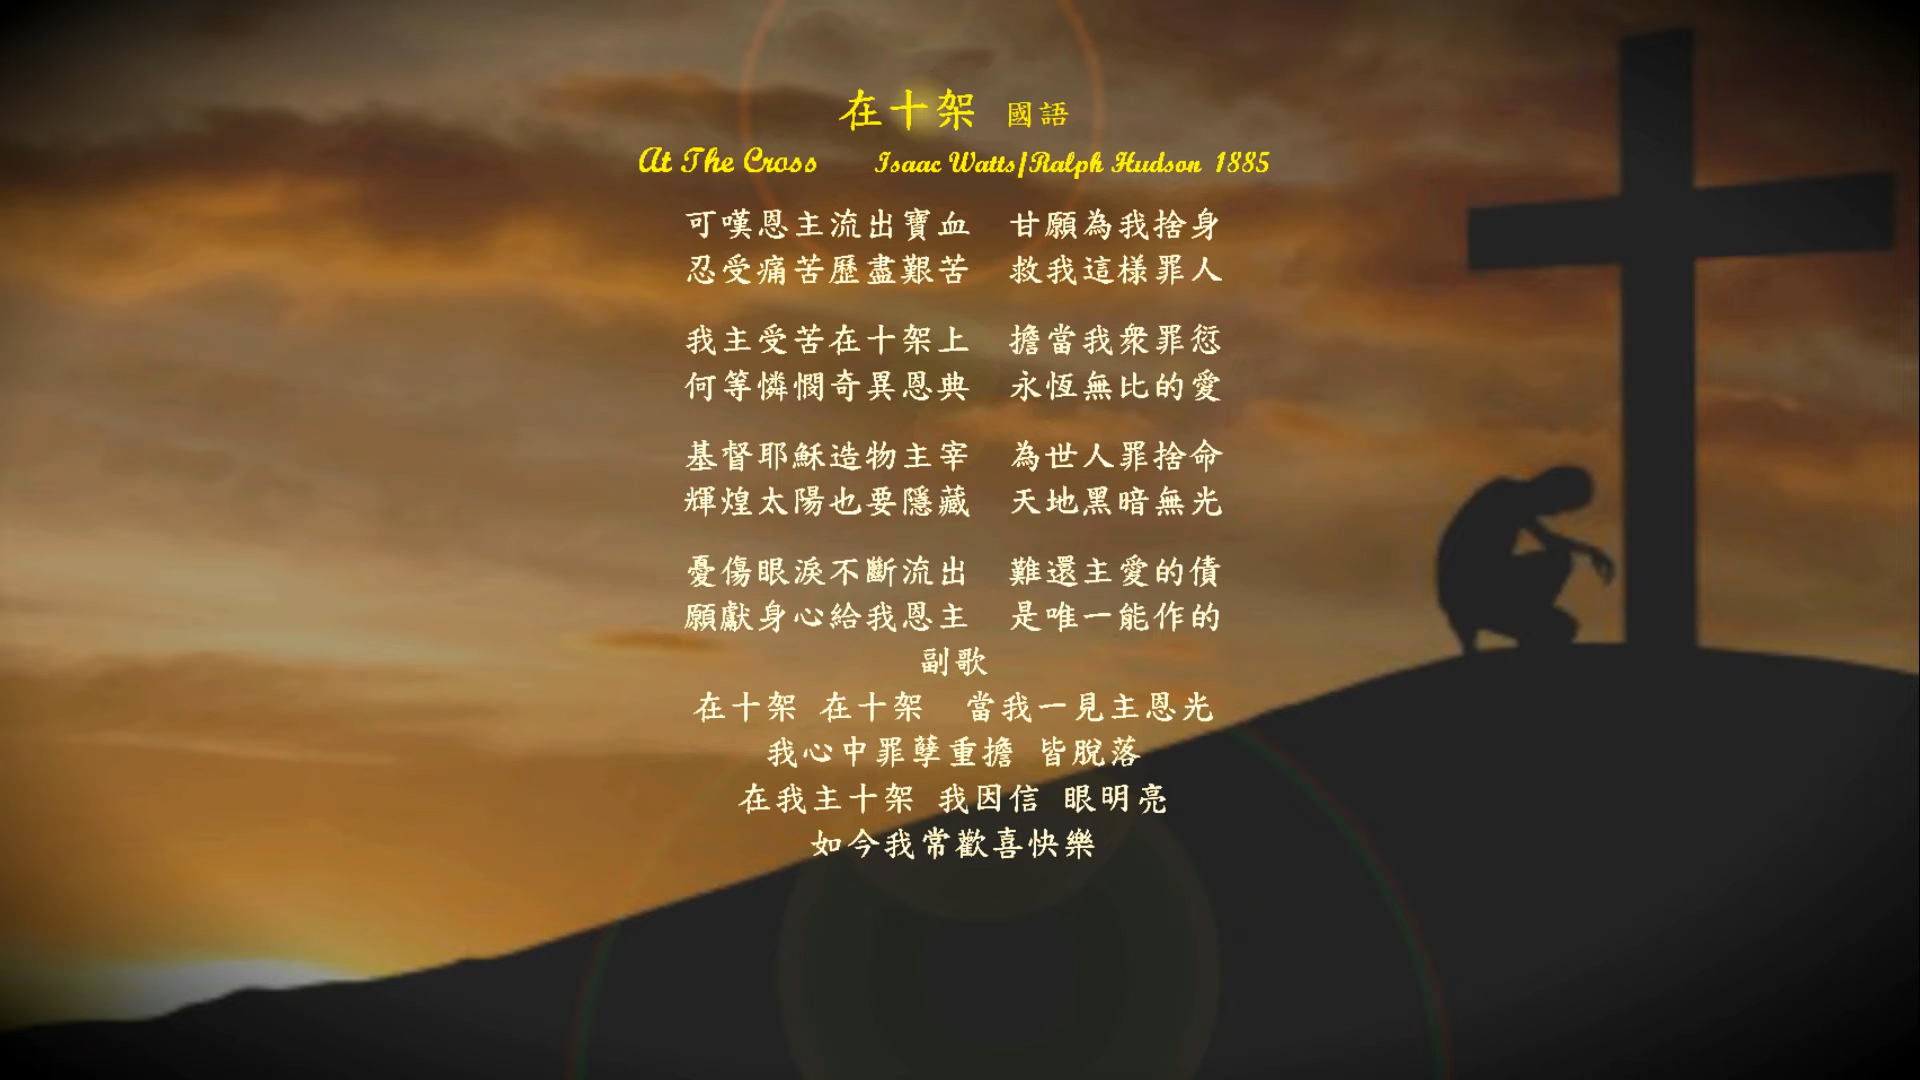 在十架 國語
At The Cross Isaac Watts/Ralph Hudson 1885
可嘆恩主流出寶血 甘願為我捨身
忍受痛苦歷盡艱苦 救我這樣罪人
我主受苦在十架上 擔當我衆罪愆
何等憐憫奇異恩典 永恆無比的愛
基督耶穌造物主宰 為世人罪捨命
輝煌太陽也要隱藏 天地黑暗無光
憂傷眼淚不斷流出 難還主愛的債
願獻身心給我恩主 是唯一能作的
副歌
在十架 在十架 當我一見主恩光
我心中罪孽重擔 皆脫落
在我主十架 我因信 眼明亮
如今我常歡喜快樂